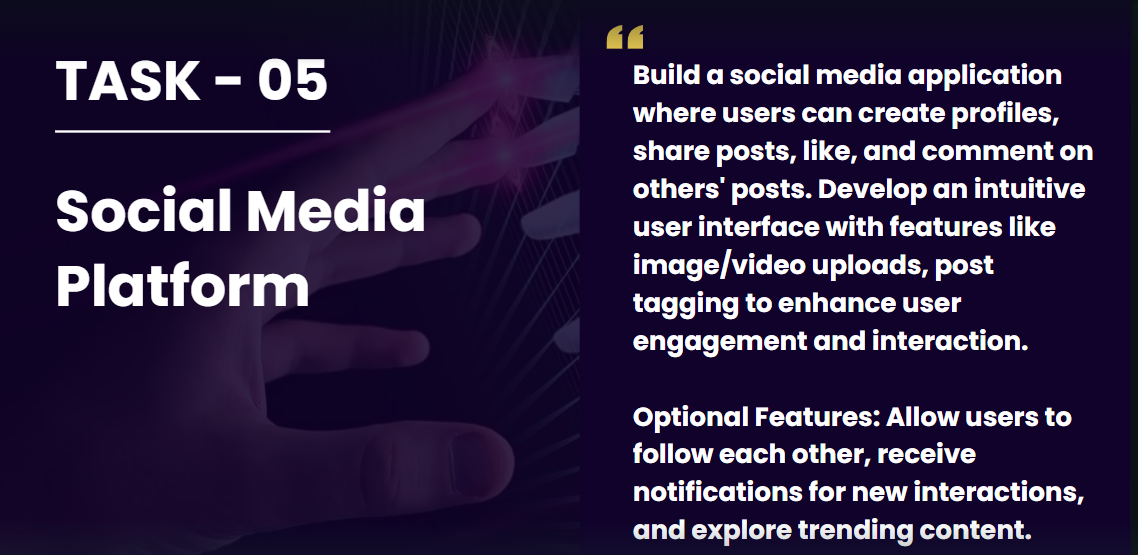 TASK - 05
Social Media
Platform
“
Build a social media application
where users can create profiles,
share posts, like, and comment on
others' posts. Develop an intuitive
user interface with features like
image/video uploads, post
tagging to enhance user
engagement and interaction.
Optional Features: Allow users to
follow each other, receive
notifications for new interactions,
and explore trending content.